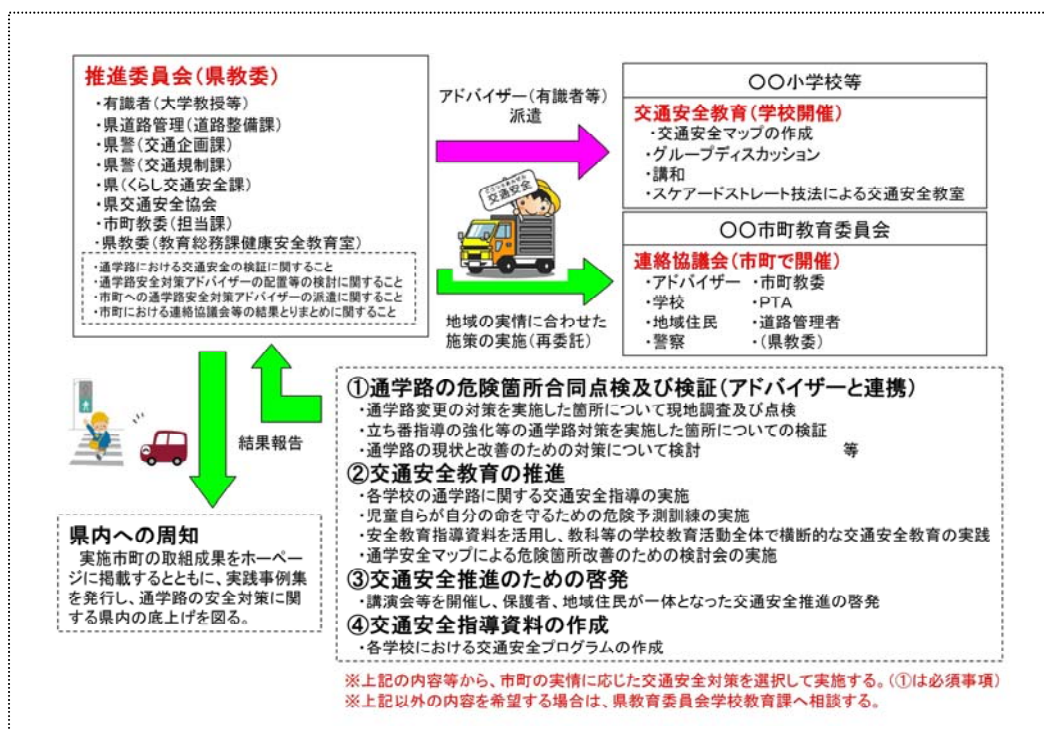 推進委員会(県教委)
・有識者(大学教授等)
・県道路管理(道路整備課)
・県警(交通企画課)
・県警(交通規制課)
・県(くらし交通安全課)
・県交通安全協会
・市町教委(担当課)
・県教委(教育総務課健康安全教育室)
・通学路における交通安全の検証に関すること
・通学路安全対策アドバイザーの配置等の検討に関すること
・市町への通学路安全対策アドバイザーの派遣に関すること
・市町における連絡協議会等の結果とりまとめに関すること
アドバイザー(有識者等)
派遣
交通安全
地域の実情に合わせた
施策の実施(再委託)
〇〇小学校等
交通安全教育(学校開催)
・交通安全マップの作成
・グループディスカッション
・講和
・スケアードストレート技法による交通安全教室
〇〇市町教育委員会
連絡協議会(市町で開催)
・アドバイザー ・市町教委
・学校 ・PTA
・地域住民 ・道路管理者
・警察 ・(県教委)
結果報告
①通学路の危険箇所合同点検及び検証(アドバイザーと連携)
・通学路変更の対策を実施した箇所について現地調査及び点検
・立ち番指導の強化等の通学路対策を実施した箇所についての検証
・通学路の現状と改善のための対策について検討 等
②交通安全教育の推進
・各学校の通学路に関する交通安全指導の実施
・児童自らが自分の命を守るための危険予測訓練の実施
・安全教育指導資料を活用し、教科等の学校教育活動全体で横断的な交通安全教育の実践
・通学安全マップによる危険箇所改善のための検討会の実施
③交通安全推進のための啓発
・講演会等を開催し、保護者、地域住民が一体となった交通安全推進の啓発
④交通安全指導資料の作成
・各学校における交通安全プログラムの作成
県内への周知
実施市町の取組成果をホームペー
ジに掲載するとともに、実践事例集
を発行し、通学路の安全対策に関
する県内の底上げを図る。
※上記の内容等から、市町の実情に応じた交通安全対策を選択して実施する。(①は必須事項)
※上記以外の内容を希望する場合は、県教育委員会学校教育課へ相談する。